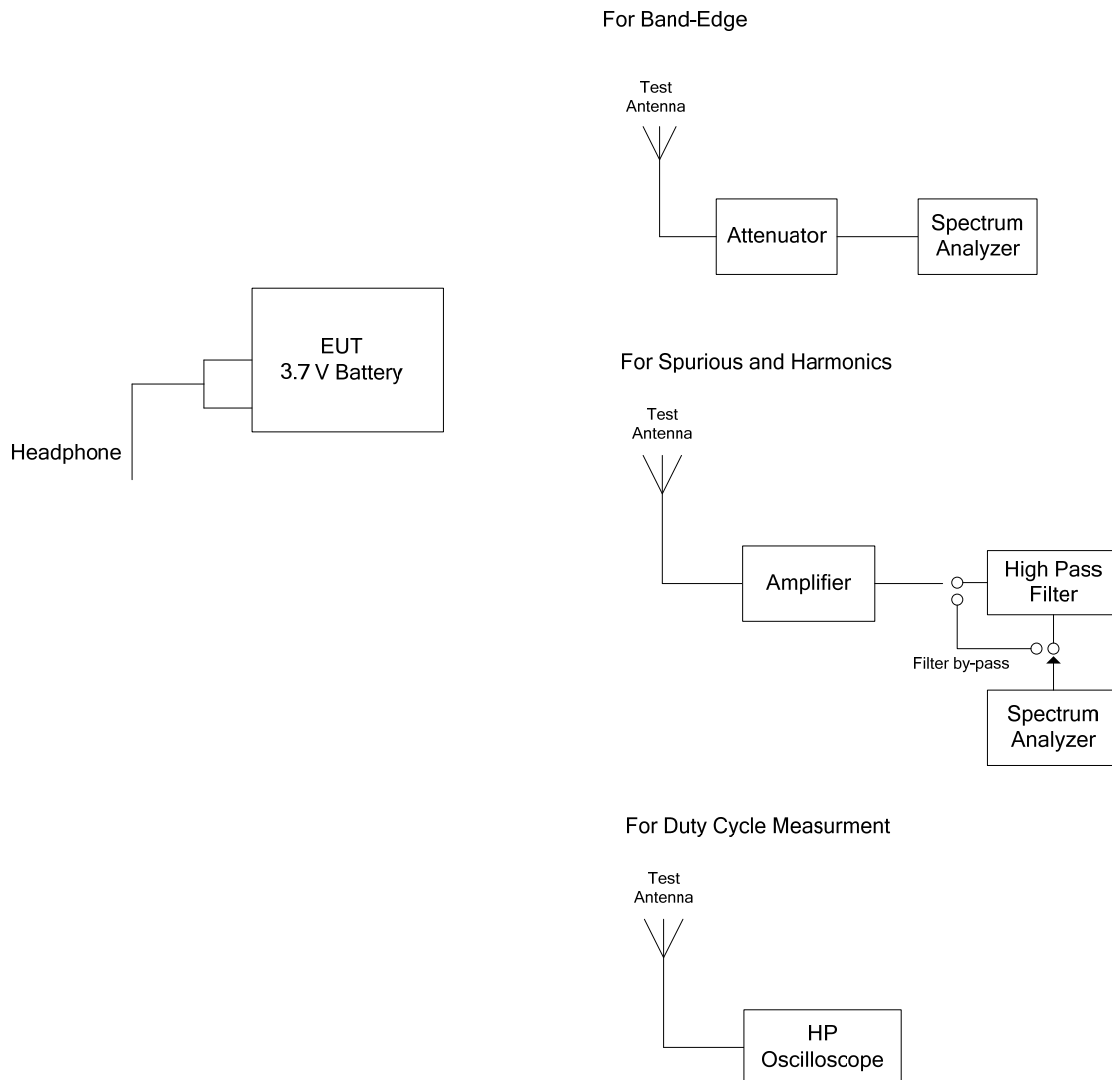 For Band-Edge
Test
Antenna
Attenuator
Spectrum
Analyzer
EUT
3.7 V Battery
Headphone
For Spurious and Harmonics
Test
Antenna
Amplifier
High Pass
Filter
Filter by-pass
Spectrum
Analyzer
For Duty Cycle Measurment
Test
Antenna
HP
Oscilloscope